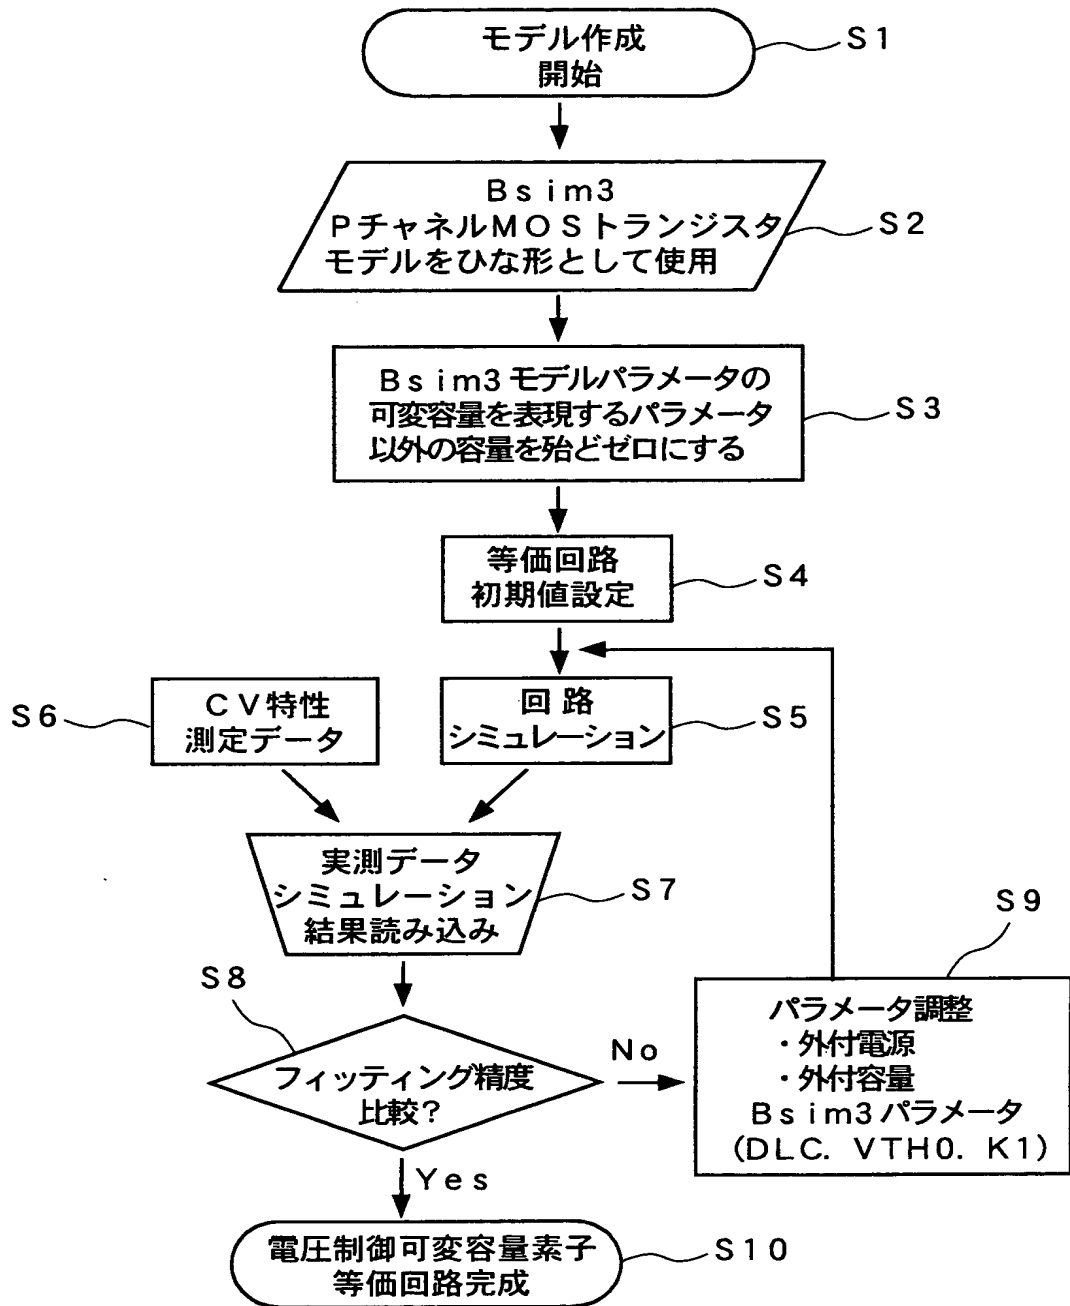 モデル作成
開始
S1
Bsim3
PチャネルMOSトランジスタ
モデルをひな形として使用
S2
Bsim3モデルパラメータの
可変容量を表現するパラメータ
以外の容量を殆どゼロにする
S3
等価回路
初期値設定
S4
S6
CV特性
測定データ
回路
シミュレーション
S5
実測データ
シミュレーション
結果読み込み
S7
S8
フィッティング精度
比較?
No
S9
パラメータ調整
・外付電源
・外付容量
Bsim3パラメータ
(DLC. VTH0. K1)
Yes
電圧制御可変容量素子
等価回路完成
S10